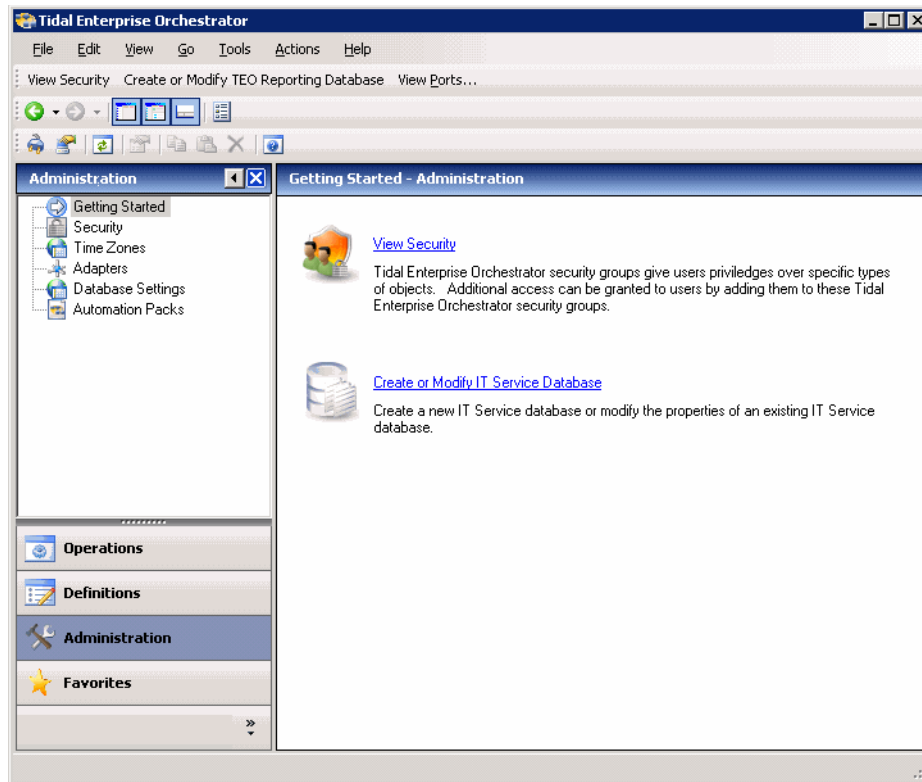 Tidal Enterprise Orchestrator
File Edit View Go Tools Actions Help
View Security Create or Modify TEO Reporting Database View Ports...
Administration
Getting Started
Security
Time Zones
Adapters
Database Settings
Automation Packs
Operations
Definitions
Administration
Favorites
Getting Started - Administration
View Security
Tidal Enterprise Orchestrator security groups give users priviledges over specific types
of objects. Additional access can be granted to users by adding them to these Tidal
Enterprise Orchestrator security groups.
Create or Modify IT Service Database
Create a new IT Service database or modify the properties of an existing IT Service
database.